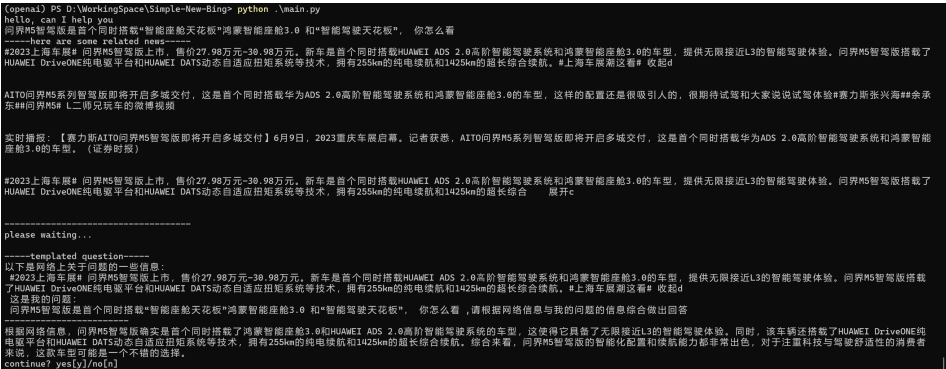 (openai) PS D:\WorkingSpace\Simple-New-Bing> python .\main.py
hello, can I help you
问界M5智驾版是首个同时搭载“智能座舱天花板”鸿蒙智能座舱3.0 和“智能驾驶天花板”， 你怎么看
-----here are some related news-----
#2023上海车展# 问界M5智驾版上市，售价27.98万元-30.98万元。新车是首个同时搭载HUAWEI ADS 2.0高阶智能驾驶系统和鸿蒙智能座舱3.0的车型，提供无限接近L3的智能驾驶体验。问界M5智驾版搭载了
HUAWEI DriveONE纯电驱平台和HUAWEI DATS动态自适应扭矩系统等技术，拥有255km的纯电续航和1425km的超长综合续航。#上海车展潮这看# 收起d
AITO问界M5系列智驾版即将开启多城交付，这是首个同时搭载华为ADS 2.0高阶智能驾驶系统和鸿蒙智能座舱3.0的车型，这样的配置还是很吸引人的，很期待试驾和大家说说试驾体验#赛力斯张兴海##余承
东##问界M5# L二师兄玩车的微博视频
实时播报：【赛力斯AITO问界M5智驾版即将开启多城交付】6月9日，2023重庆车展启幕。记者获悉，AITO问界M5系列智驾版即将开启多城交付，这是首个同时搭载华为ADS 2.0高阶智能驾驶系统和鸿蒙智能
座舱3.0的车型。（证券时报）
#2023上海车展# 问界M5智驾版上市，售价27.98万元-30.98万元。新车是首个同时搭载HUAWEI ADS 2.0高阶智能驾驶系统和鸿蒙智能座舱3.0的车型，提供无限接近L3的智能驾驶体验。问界M5智驾版搭载了
HUAWEI DriveONE纯电驱平台和HUAWEI DATS动态自适应扭矩系统等技术，拥有255km的纯电续航和1425km的超长综合 展开c
-----------------------------------
please waiting...
-----templated question-----
以下是网络上关于问题的一些信息：
#2023上海车展# 问界M5智驾版上市，售价27.98万元-30.98万元。新车是首个同时搭载HUAWEI ADS 2.0高阶智能驾驶系统和鸿蒙智能座舱3.0的车型，提供无限接近L3的智能驾驶体验。问界M5智驾版搭载
了HUAWEI DriveONE纯电驱平台和HUAWEI DATS动态自适应扭矩系统等技术，拥有255km的纯电续航和1425km的超长综合续航。#上海车展潮这看# 收起d
这是我的问题：
问界M5智驾版是首个同时搭载“智能座舱天花板”鸿蒙智能座舱3.0 和“智能驾驶天花板”， 你怎么看 ,请根据网络信息与我的问题的信息综合做出回答
------------------------
根据网络信息，问界M5智驾版确实是首个同时搭载了鸿蒙智能座舱3.0和HUAWEI ADS 2.0高阶智能驾驶系统的车型，这使得它具备了无限接近L3的智能驾驶体验。同时，该车辆还搭载了HUAWEI DriveONE纯
电驱平台和HUAWEI DATS动态自适应扭矩系统等技术，拥有255km的纯电续航和1425km的超长综合续航。综合来看，问界M5智驾版的智能化配置和续航能力都非常出色，对于注重科技与驾驶舒适性的消费者
来说，这款车型可能是一个不错的选择。
continue? yes[y]/no[n]